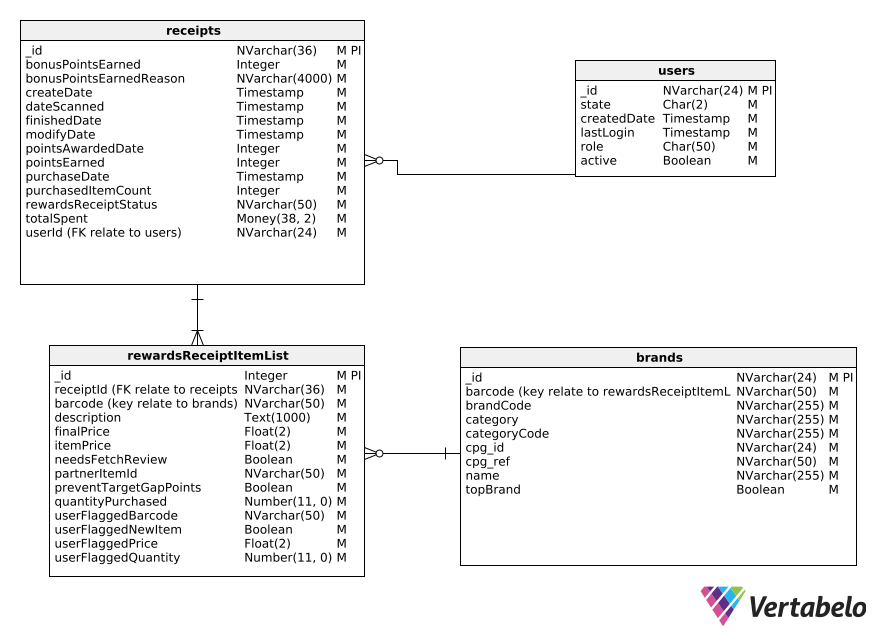 receipts
_id NVarchar(36) M PI
bonusPointsEarned Integer M
bonusPointsEarnedReason NVarchar(4000) M
createDate Timestamp M
dateScanned Timestamp M
finishedDate Timestamp M
modifyDate Timestamp M
pointsAwardedDate Integer M
pointsEarned Integer M
purchaseDate Timestamp M
purchasedItemCount Integer M
rewardsReceiptStatus NVarchar(50) M
totalSpent Money(38, 2) M
userId (FK relate to users) NVarchar(24) M
users
_id NVarchar(24) M PI
state Char(2) M
createdDate Timestamp M
lastLogin Timestamp M
role Char(50) M
active Boolean M
rewardsReceiptItemList
_id Integer M PI
receiptId (FK relate to receipts NVarchar(36) M
barcode (key relate to brands) NVarchar(50) M
description Text(1000) M
finalPrice Float(2) M
itemPrice Float(2) M
needsFetchReview Boolean M
partnerItemId NVarchar(50) M
preventTargetGapPoints Boolean M
quantityPurchased Number(11, 0) M
userFlaggedBarcode NVarchar(50) M
userFlaggedNewItem Boolean M
userFlaggedPrice Float(2) M
userFlaggedQuantity Number(11, 0) M
brands
_id NVarchar(24) M PI
barcode (key relate to rewardsReceiptItemL NVarchar(50) M
brandCode NVarchar(255) M
category NVarchar(255) M
categoryCode NVarchar(255) M
cpg_id NVarchar(24) M
cpg_ref NVarchar(50) M
name NVarchar(255) M
topBrand Boolean M
Vertabelo